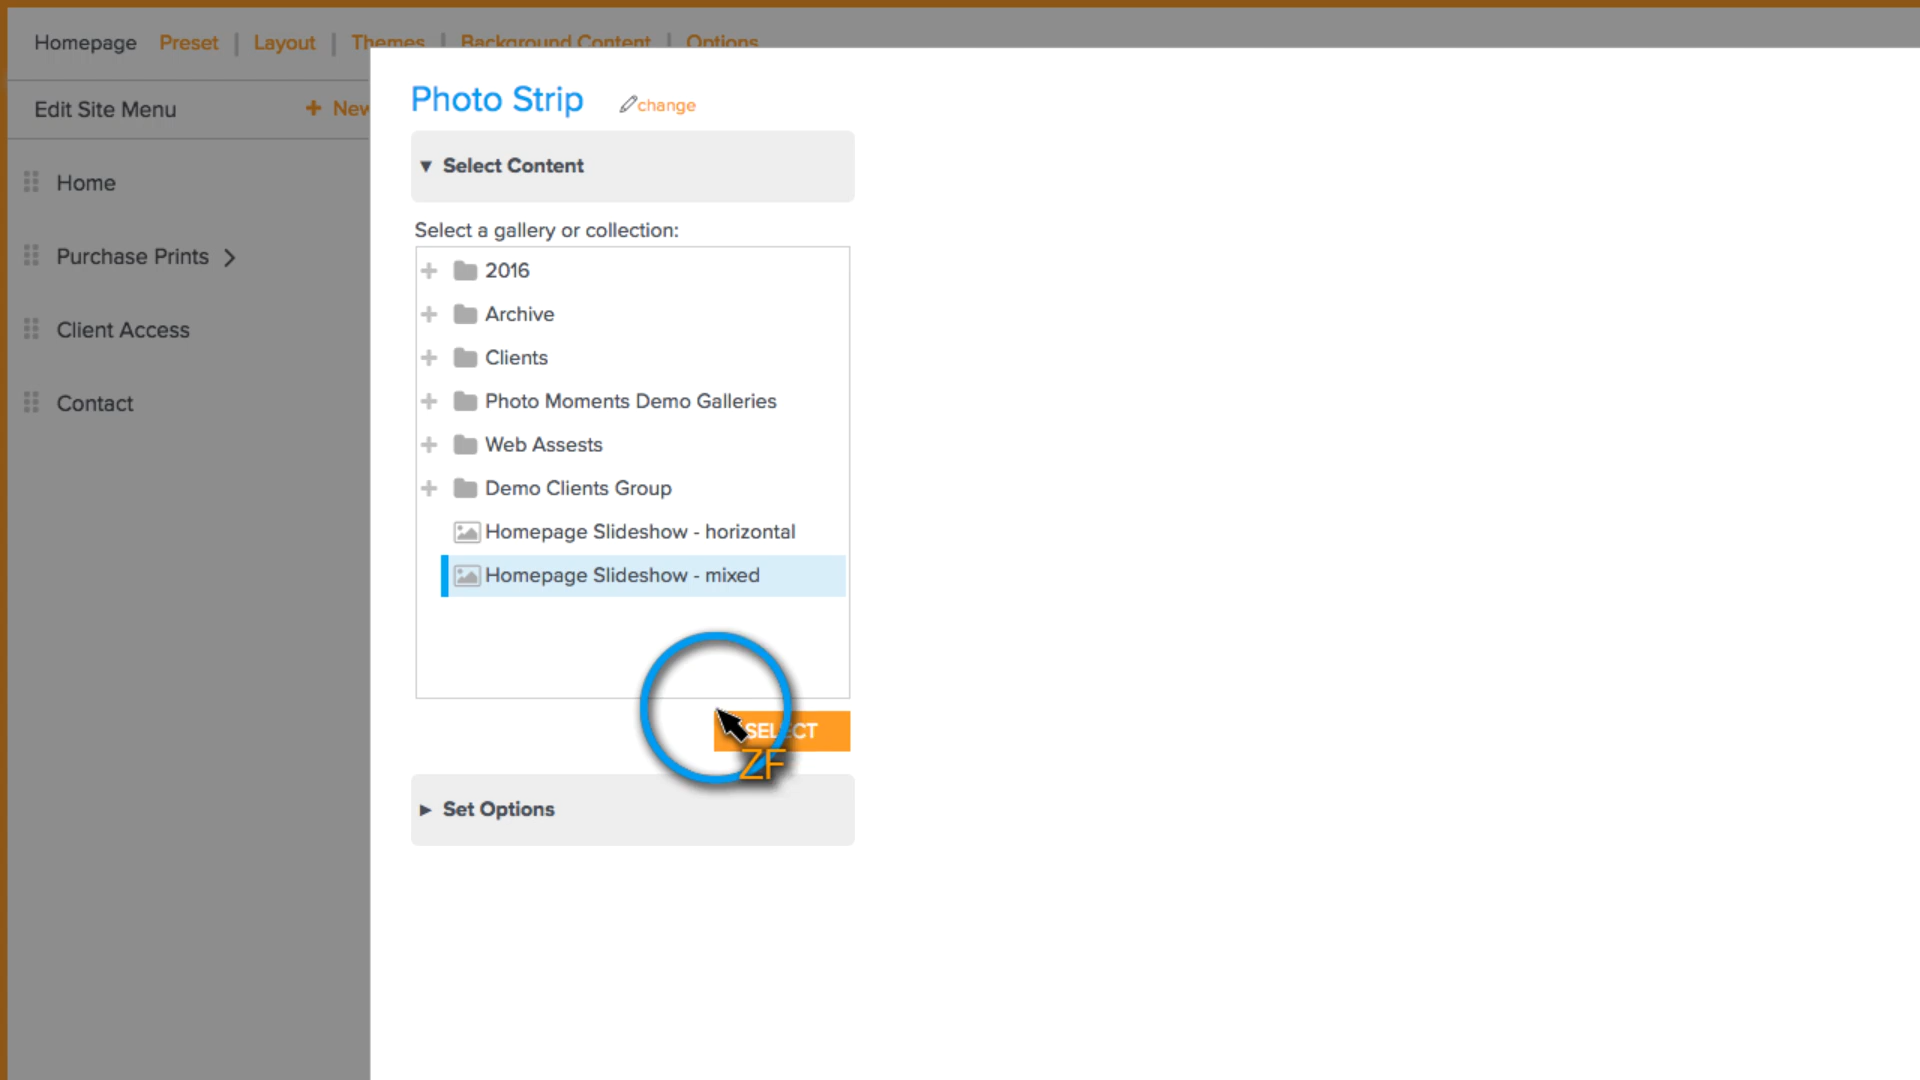 Homepage Preset | Layout | Themes | Background Content | Options
Photo Strip change
Edit Site Menu + New
Select Content
Home
Select a gallery or collection:
Purchase Prints
2016
Archive
Client Access
Clients
Contact
Photo Moments Demo Galleries
Web Assests
Demo Clients Group
Homepage Slideshow - horizontal
Homepage Slideshow - mixed
SELECT
ZF
Set Options